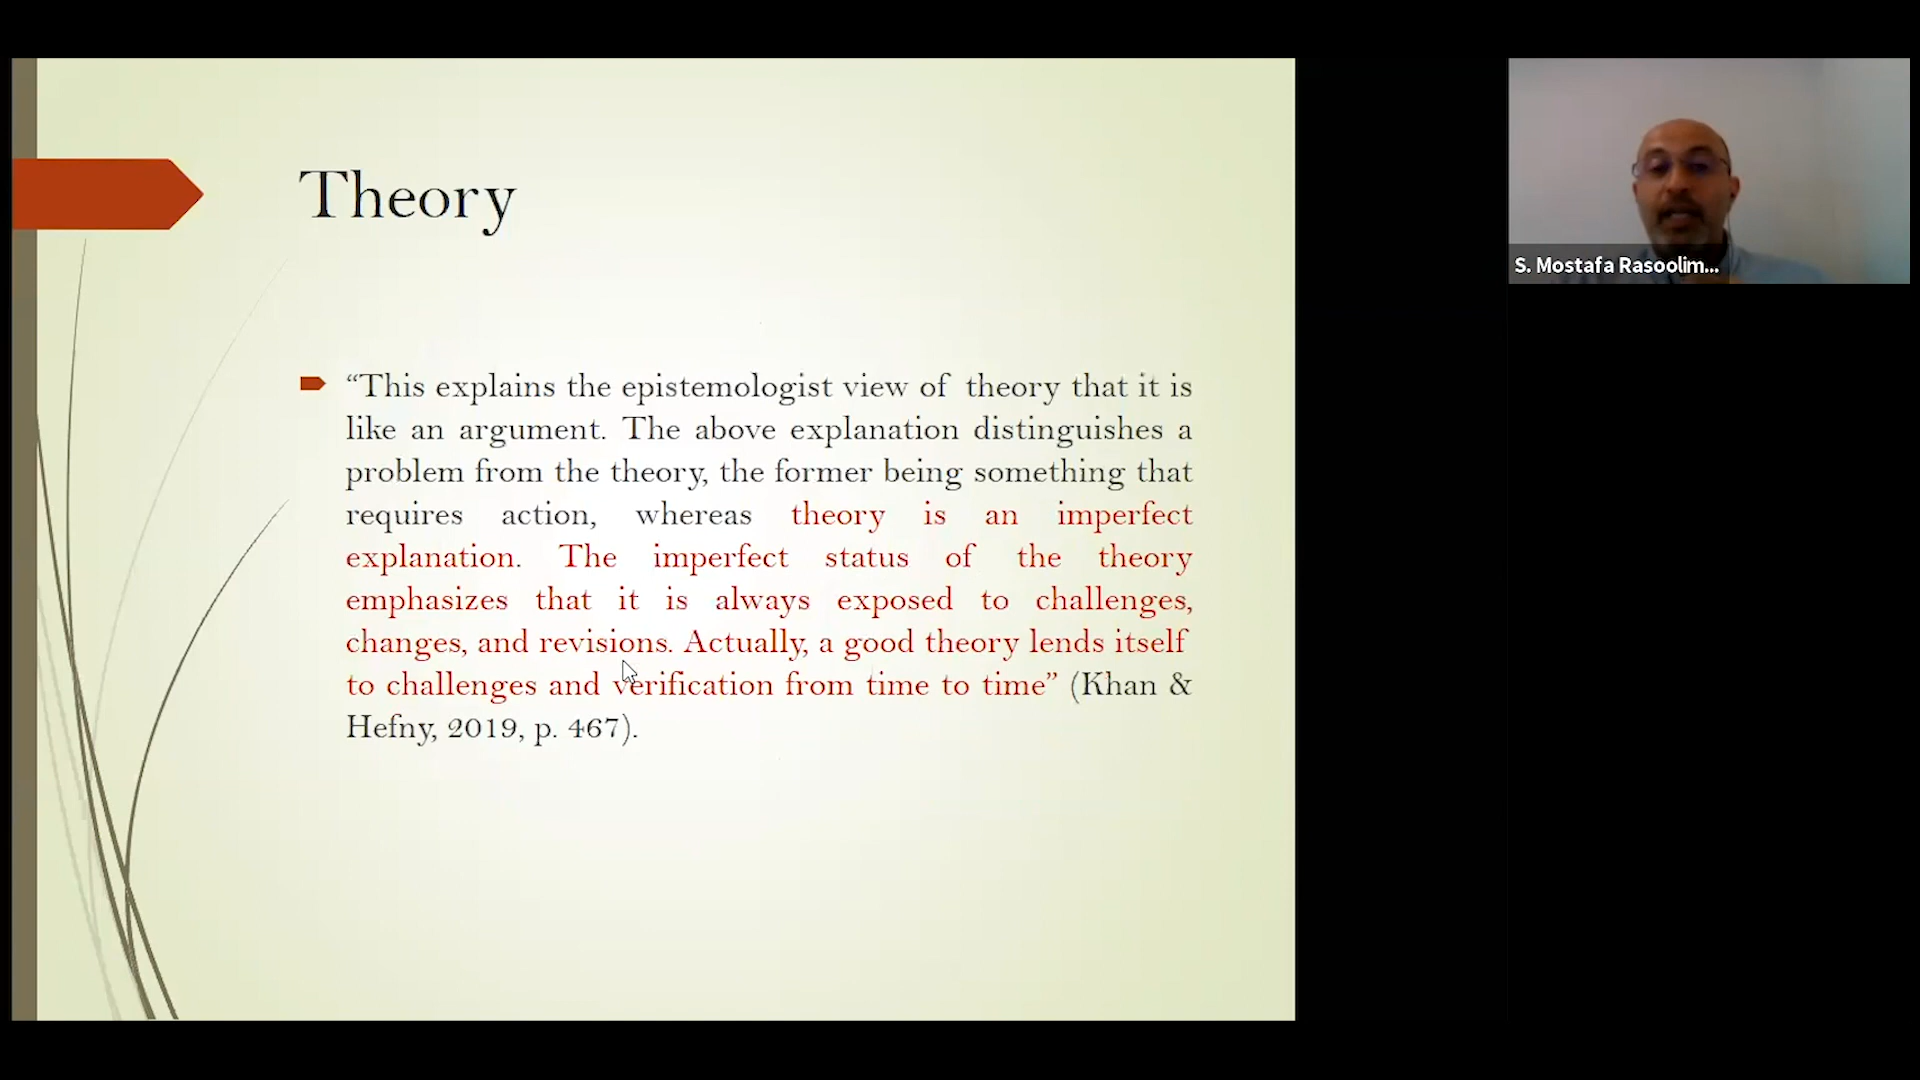 Theory
“This explains the epistemologist view of theory that it is
like an argument. The above explanation distinguishes a
problem from the theory, the former being something that
requires action, whereas theory is an imperfect
explanation. The imperfect status of the theory
emphasizes that it is always exposed to challenges,
changes, and revisions. Actually, a good theory lends itself
to challenges and verification from time to time” (Khan &
Hefny, 2019, p. 467).
S. Mostafa Rasoolim...